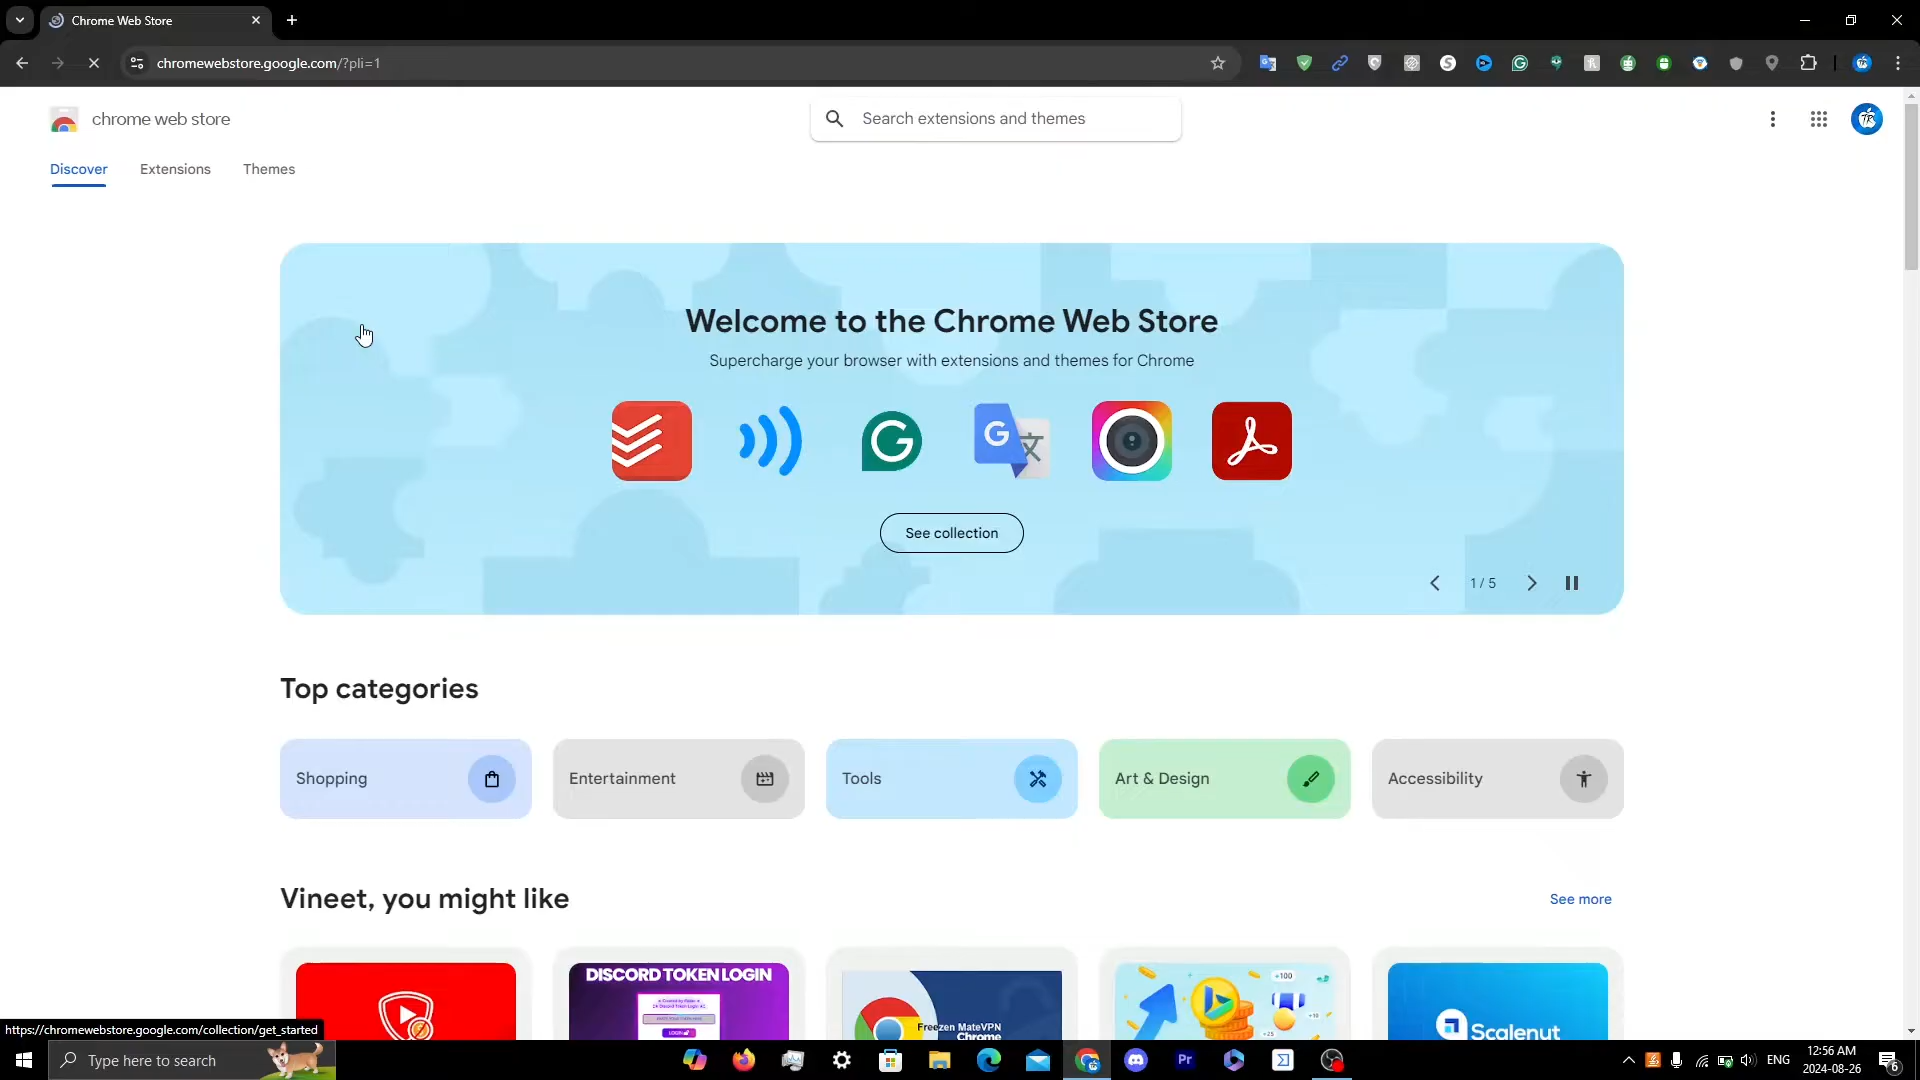 Chrome Web Store
chromewebstore.google.com/?pli=1
chrome web store
Search extensions and themes
Discover
Extensions
Themes
Welcome to the Chrome Web Store
Supercharge your browser with extensions and themes for Chrome
See collection
1 / 5
Top categories
Shopping
Entertainment
Tools
Art & Design
Accessibility
Vineet, you might like
See more
DISCORD TOKEN LOGIN
LOGIN
Freezen MateVPN
Chrome
+100
Scalenut
https://chromewebstore.google.com/collection/get_started
Type here to search
ENG
12:56 AM
2024-08-26
6